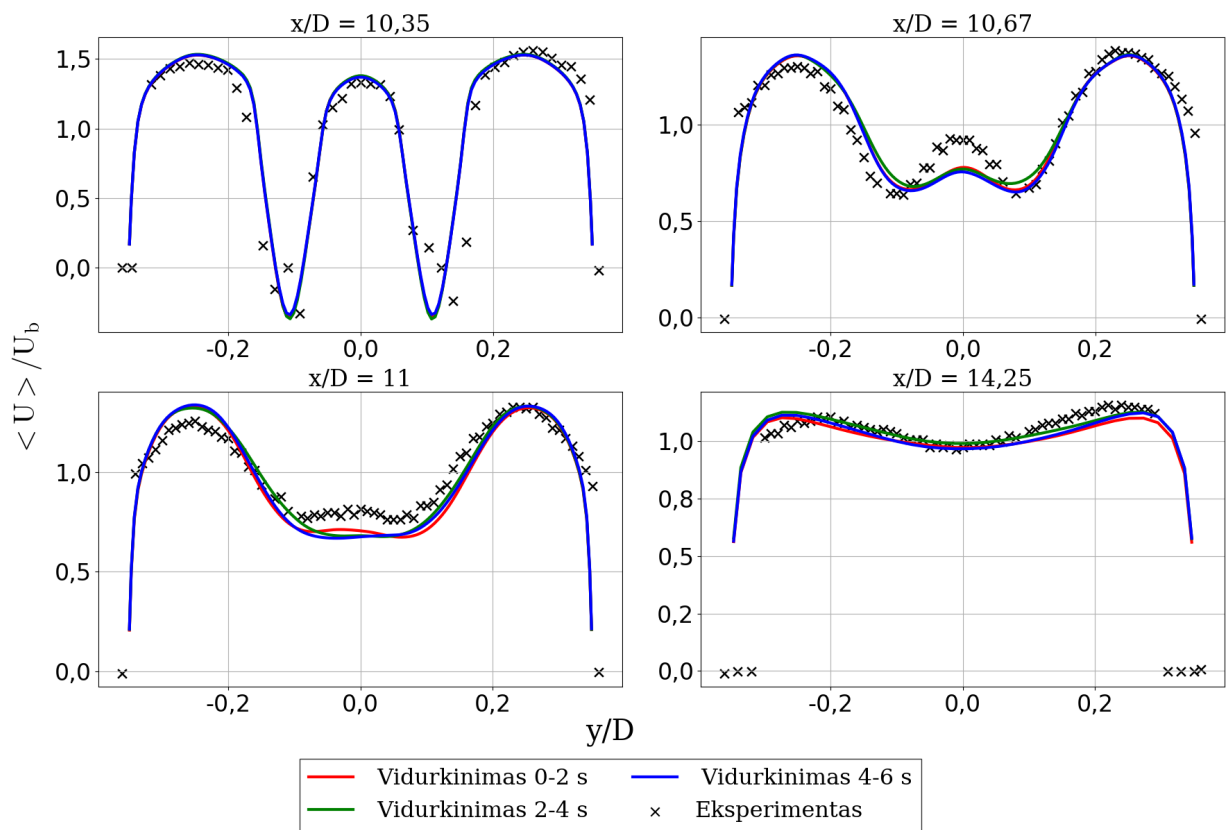 x/D = 10,35
x/D = 10,67
1,5
1,0
0,5
0,0
-0,2 0,0 0,2
1,0
0,5
0,0
-0,2 0,0 0,2
< U > /U_b
x/D = 11
x/D = 14,25
1,0
0,5
0,0
-0,2 0,0 0,2
1,0
0,8
0,5
0,2
0,0
-0,2 0,0 0,2
y/D
Vidurkinimas 0-2 s
Vidurkinimas 2-4 s
Vidurkinimas 4-6 s
Eksperimentas